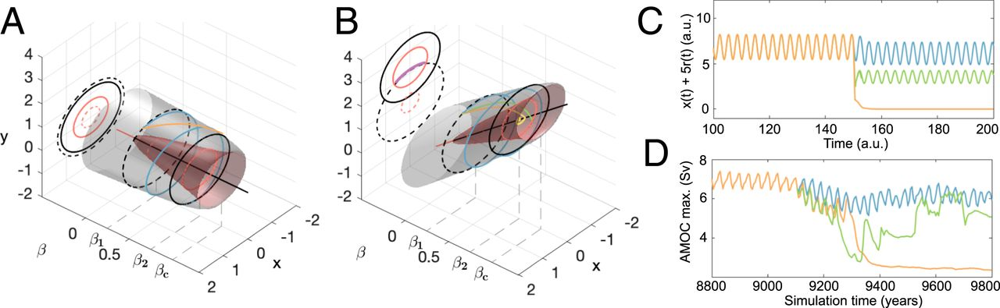 A
4
3
2
1
y
0
-1
-2
0
β
β1
0.5
β2
βc
2
1
0
x
-1
-2
B
4
3
2
1
0
-1
-2
0
β
β1
0.5
β2
βc
2
1
0
x
-1
-2
C
x(t) + 5r(t) (a.u.)
10
5
0
100 120 140 160 180 200
Time (a.u.)
D
AMOC max. (Sv)
8
6
4
8800 9000 9200 9400 9600 9800
Simulation time (years)